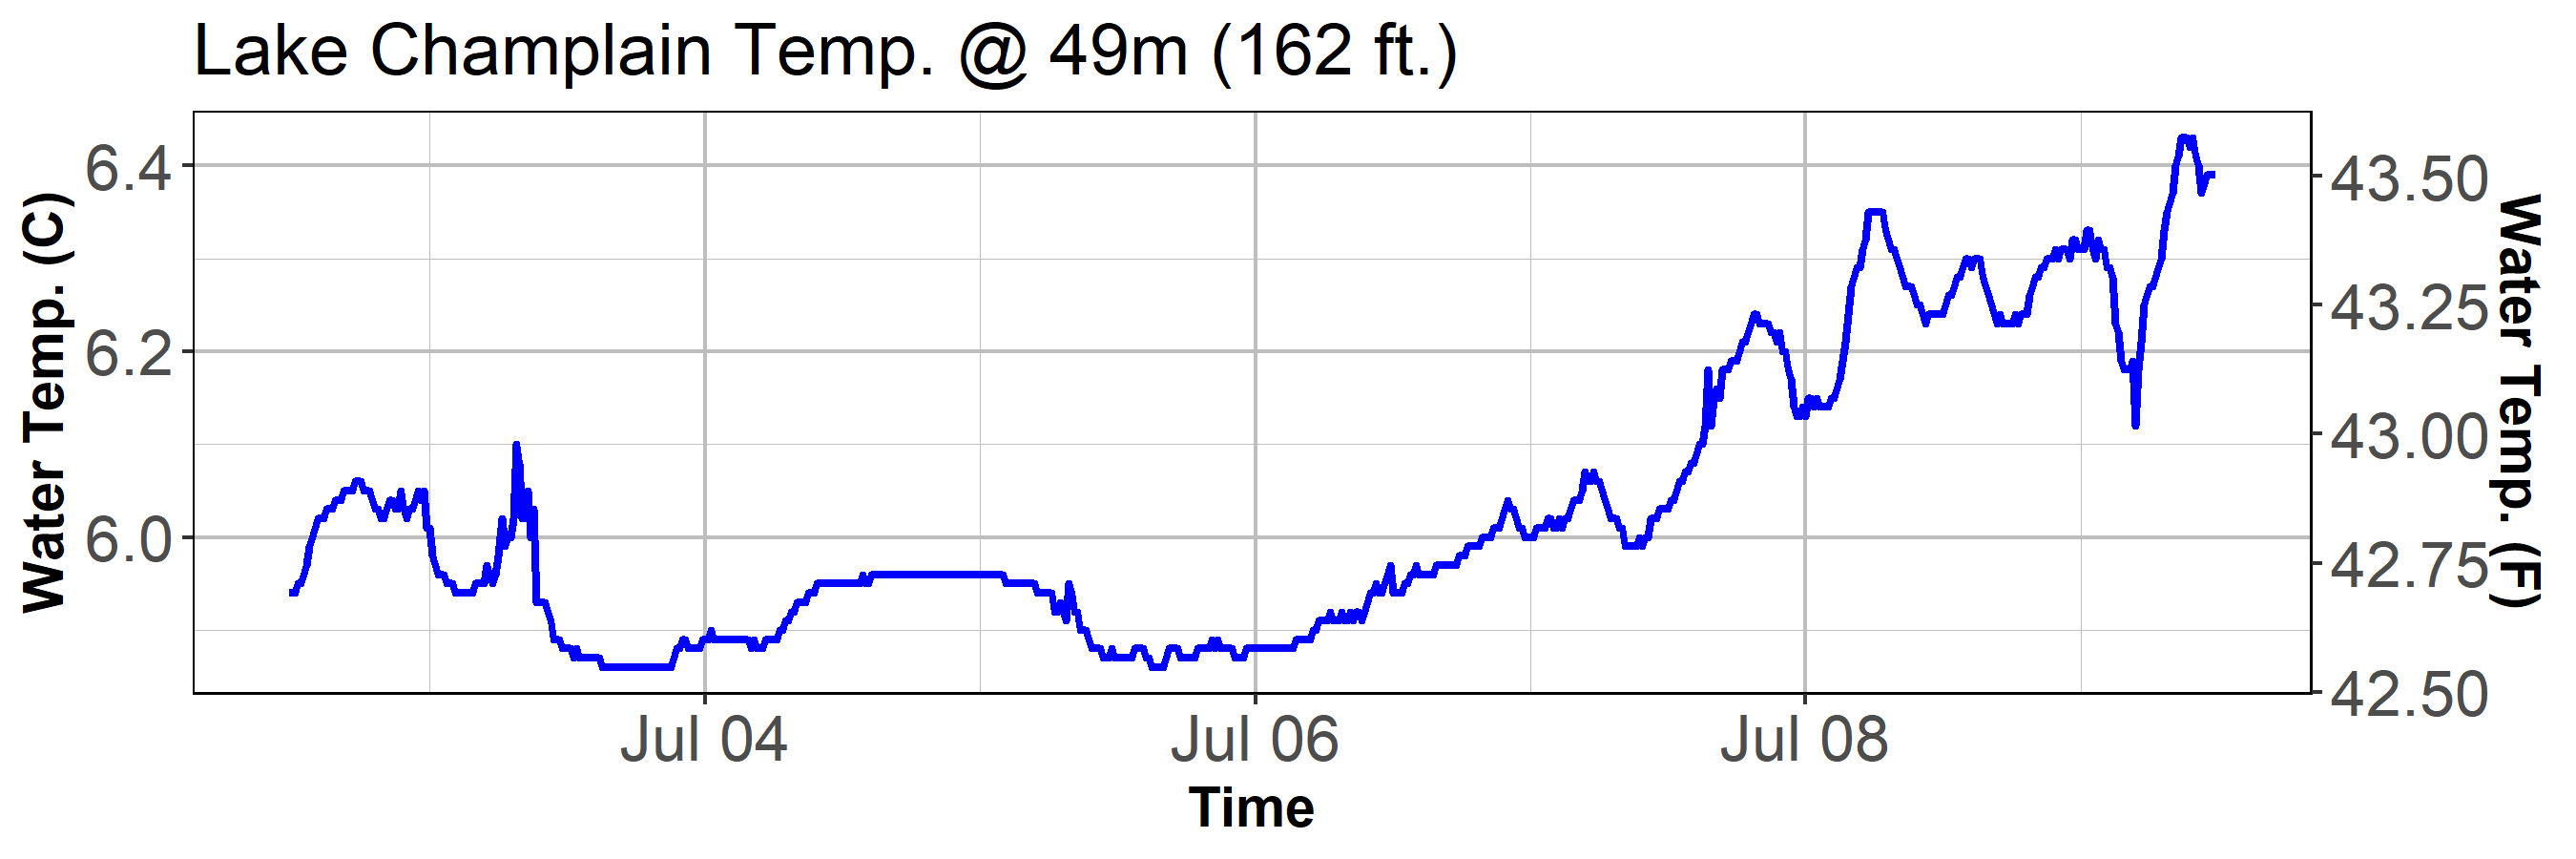 Lake Champlain Temp. @ 49m (162 ft.)
Water Temp. (C)
6.4
6.2
6.0
43.50
43.25
43.00
42.75
42.50
Water Temp. (F)
Jul 04 Jul 06 Jul 08
Time